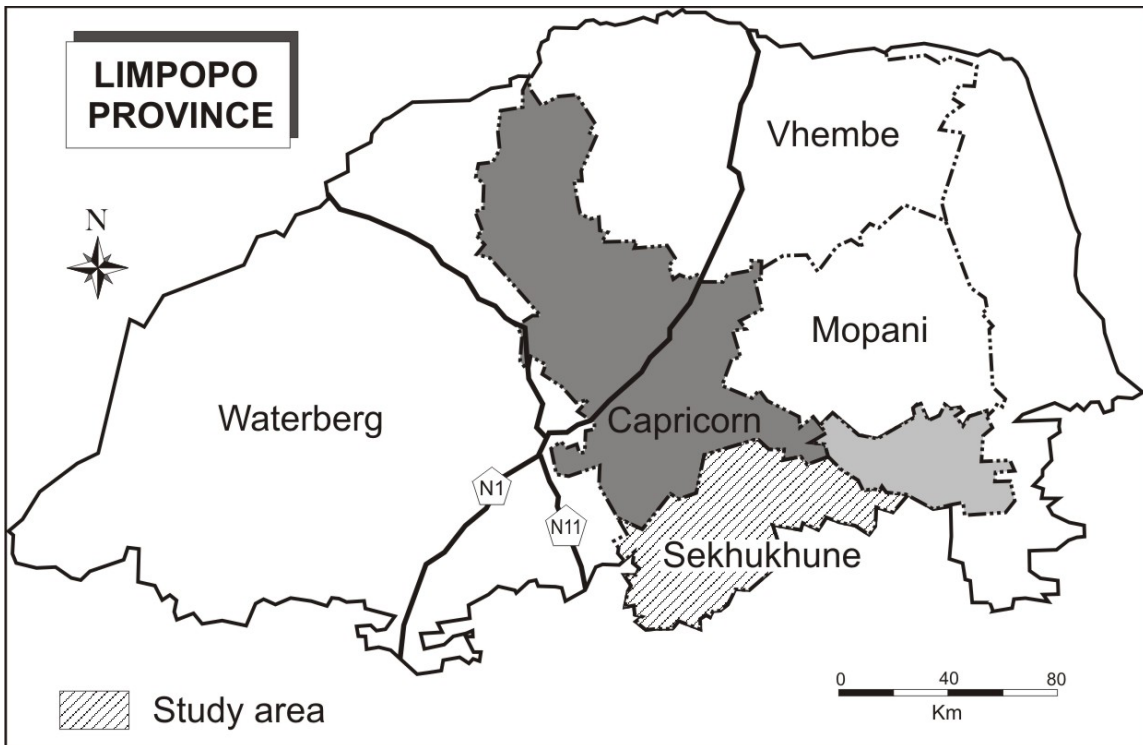 LIMPOPO
PROVINCE
Vhembe
N
Mopani
Waterberg
Capricorn
N1
N11
Sekhukhune
Study area
0 40 80
Km